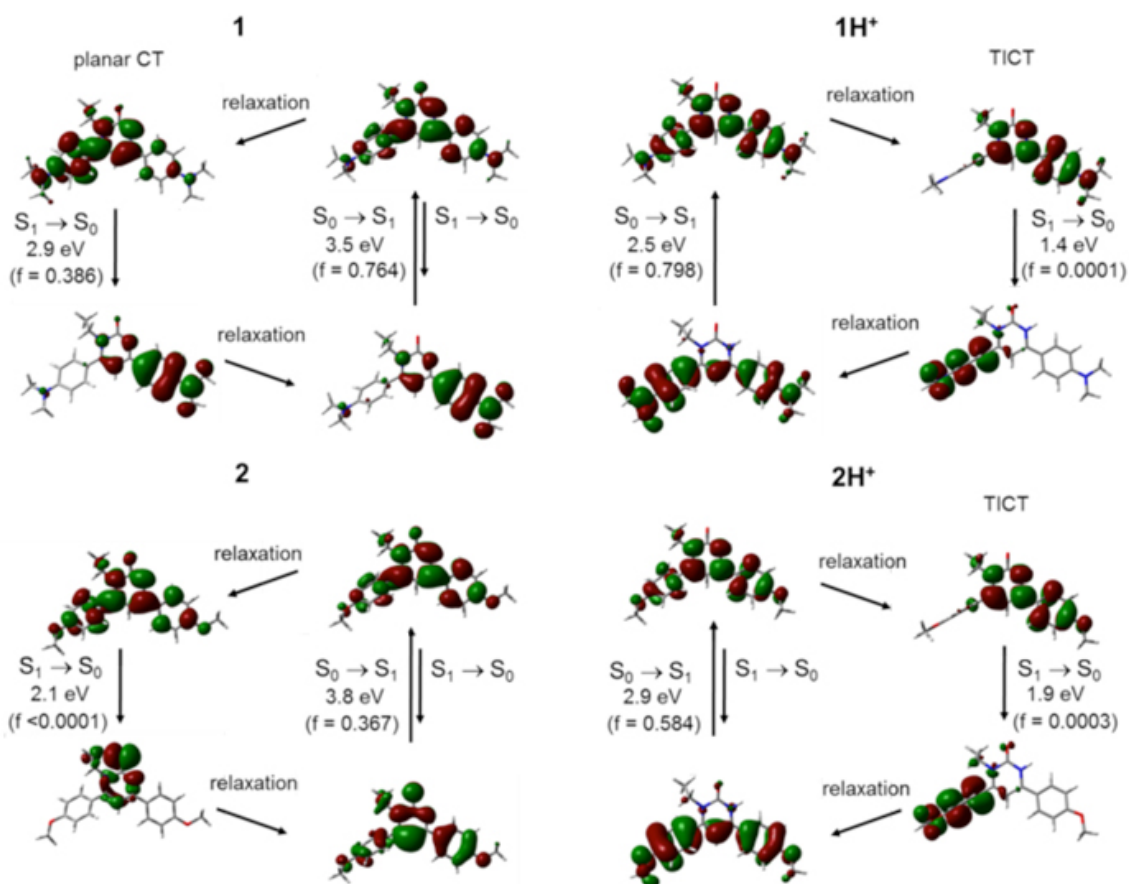 1
planar CT
relaxation
S₁ → S₀
2.9 eV
(f = 0.386)
S₀ → S₁
3.5 eV
(f = 0.764)
S₁ → S₀
relaxation
1H⁺
TICT
relaxation
S₀ → S₁
2.5 eV
(f = 0.798)
S₁ → S₀
1.4 eV
(f = 0.0001)
relaxation
2
relaxation
S₁ → S₀
2.1 eV
(f <0.0001)
S₀ → S₁
3.8 eV
(f = 0.367)
S₁ → S₀
relaxation
2H⁺
TICT
relaxation
S₀ → S₁
2.9 eV
(f = 0.584)
S₁ → S₀
S₁ → S₀
1.9 eV
(f = 0.0003)
relaxation